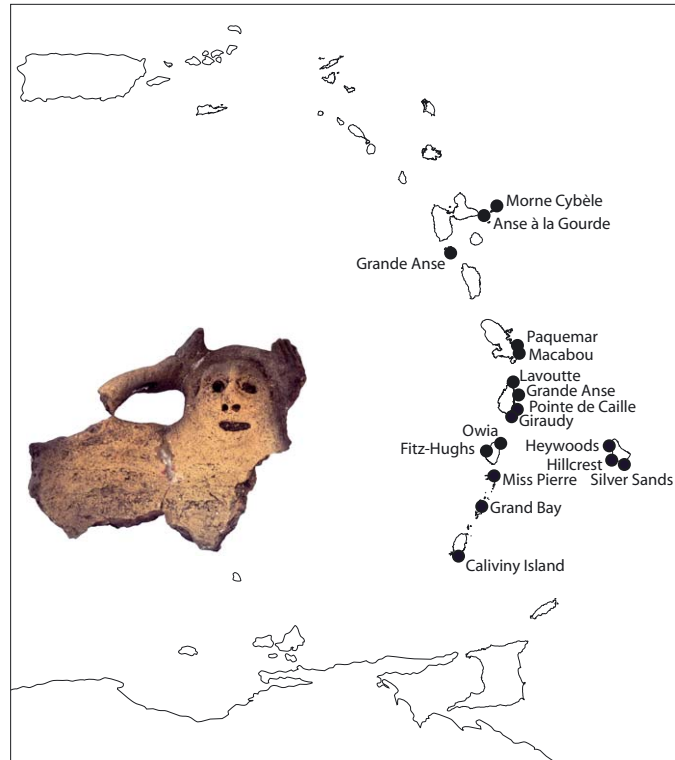 Morne Cybèle
Anse à la Gourde
Grande Anse
Paquemar
Macabou
Lavoutte
Grande Anse
Pointe de Caille
Giraudy
Owia
Fitz-Hughs
Heywoods
Hillcrest
Silver Sands
Miss Pierre
Grand Bay
Caliviny Island